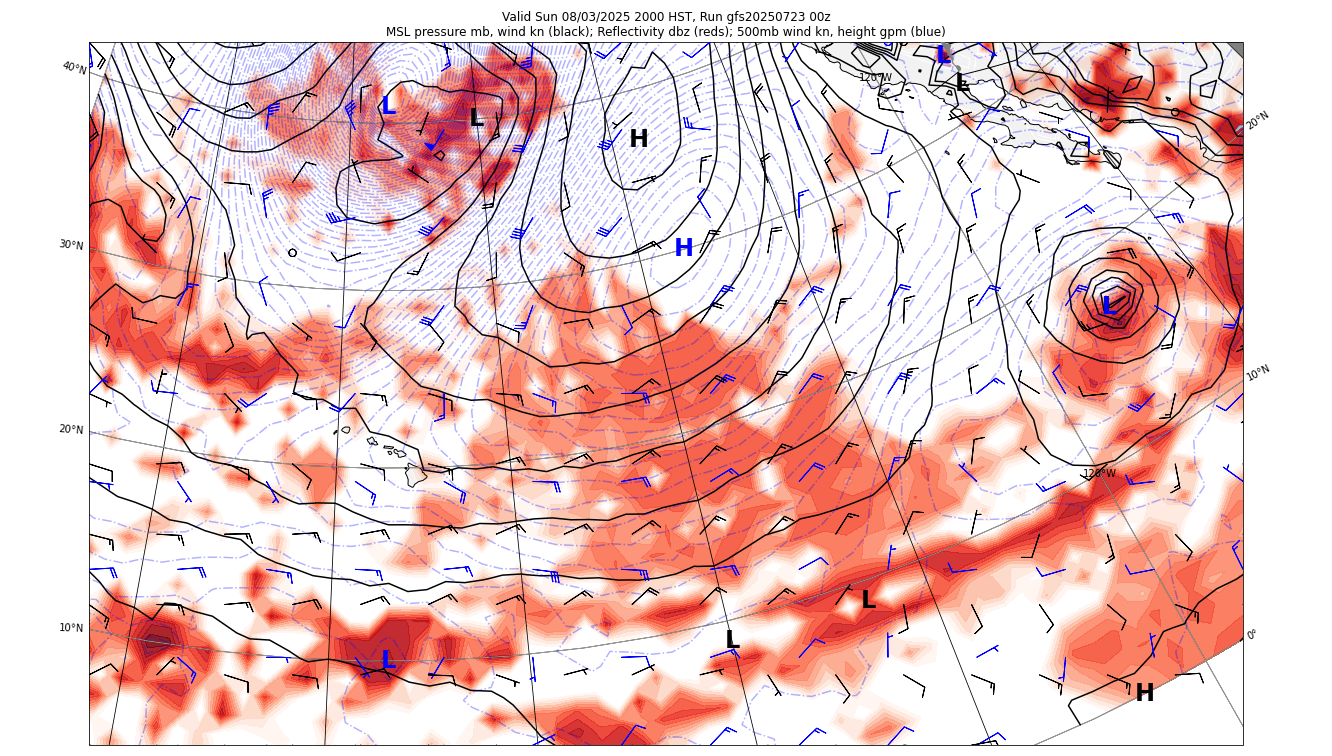 Valid Sun 08/03/2025 2000 HST, Run gfs20250723 00z
MSL pressure mb, wind kn (black); Reflectivity dbz (reds); 500mb wind kn, height gpm (blue)
L
120°W
L
40°N
L
L
20°N
H
30°N
H
L
10°N
20°N
120°W
L
10°N
L
0°
L
H